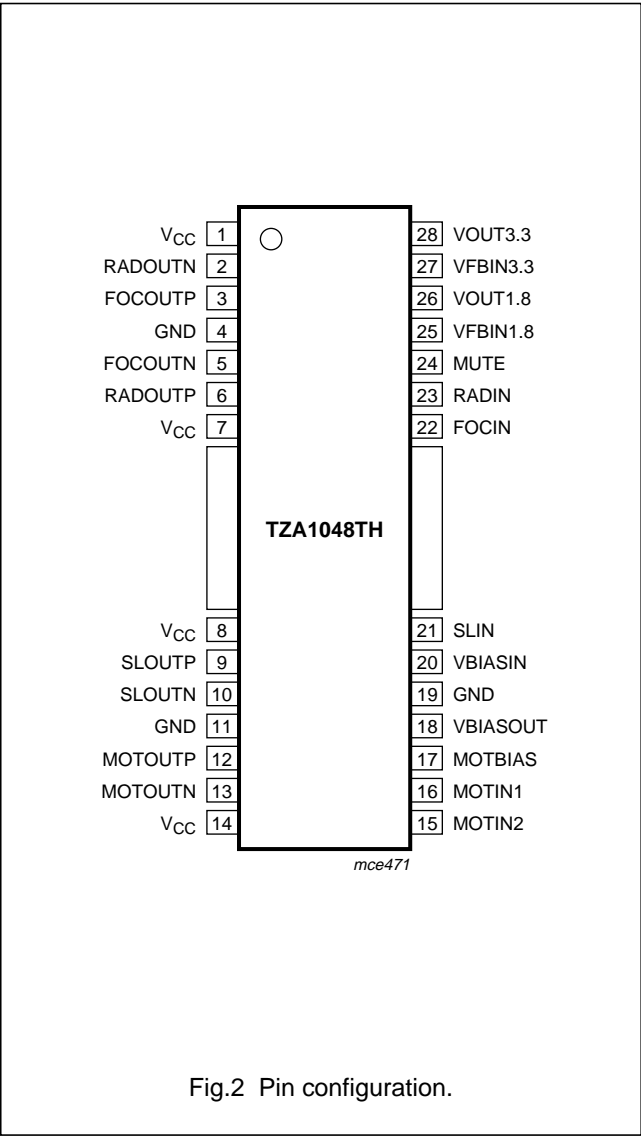 VCC 1
RADOUTN 2
FOCOUTP 3
GND 4
FOCOUTN 5
RADOUTP 6
VCC 7
VCC 8
SLOUTP 9
SLOUTN 10
GND 11
MOTOUTP 12
MOTOUTN 13
VCC 14
TZA1048TH
28 VOUT3.3
27 VFBIN3.3
26 VOUT1.8
25 VFBIN1.8
24 MUTE
23 RADIN
22 FOCIN
21 SLIN
20 VBIASIN
19 GND
18 VBIASOUT
17 MOTBIAS
16 MOTIN1
15 MOTIN2
mce471
Fig.2 Pin configuration.